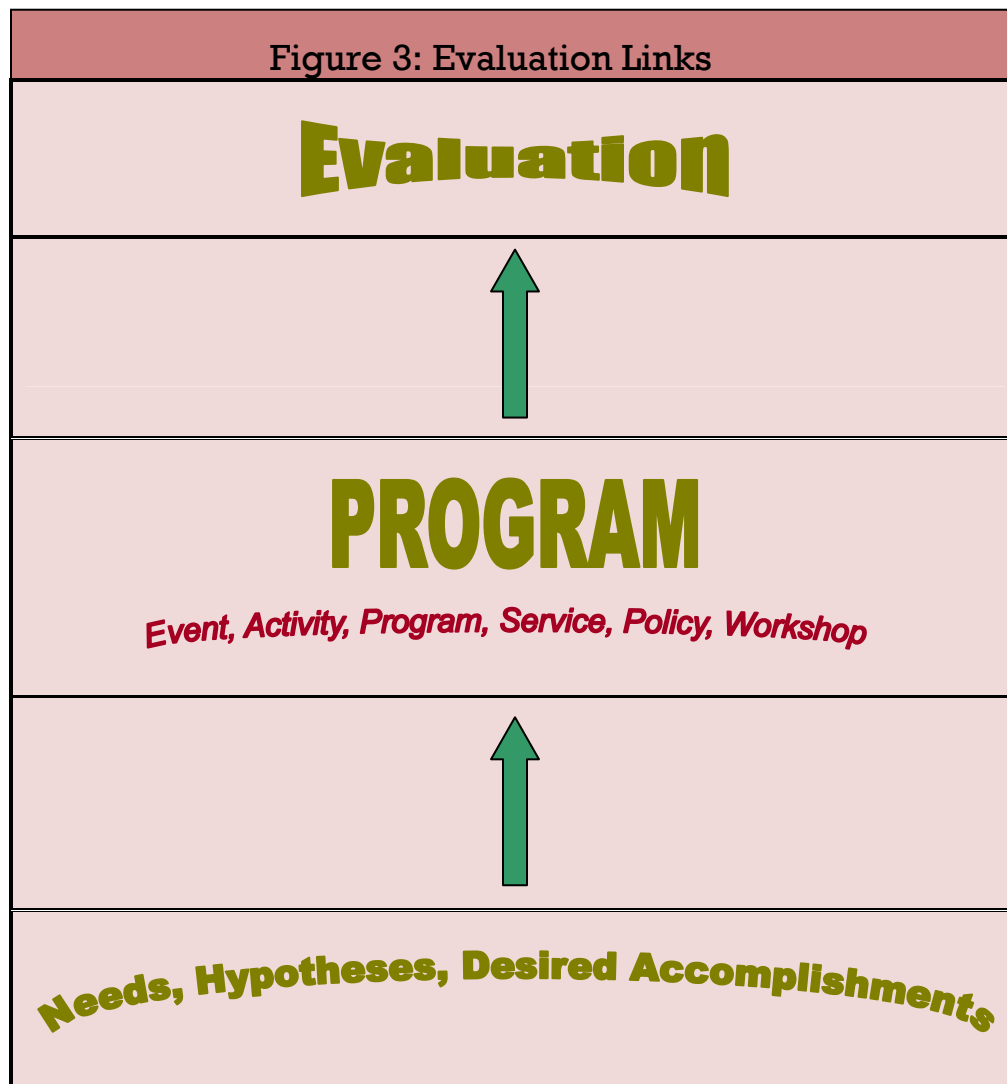 Figure 3: Evaluation Links
Evaluation
PROGRAM
Event, Activity, Program, Service, Policy, Workshop
Needs, Hypotheses, Desired Accomplishments